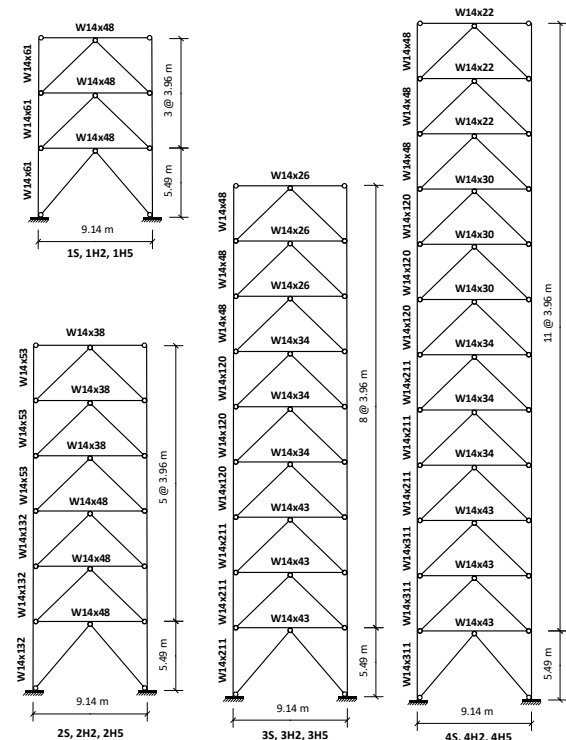 W14x48
W14x61
W14x48
W14x61
W14x48
W14x61
3 @ 3.96 m
5.49 m
9.14 m
1S, 1H2, 1H5
W14x38
W14x53
W14x38
W14x53
W14x38
W14x53
W14x48
W14x132
W14x48
W14x132
W14x48
W14x132
5 @ 3.96 m
5.49 m
9.14 m
2S, 2H2, 2H5
W14x26
W14x48
W14x26
W14x48
W14x26
W14x48
W14x34
W14x120
W14x34
W14x120
W14x34
W14x120
W14x43
W14x211
W14x43
W14x211
W14x43
W14x211
8 @ 3.96 m
5.49 m
9.14 m
3S, 3H2, 3H5
W14x22
W14x48
W14x22
W14x48
W14x22
W14x48
W14x30
W14x120
W14x30
W14x120
W14x30
W14x120
W14x34
W14x211
W14x34
W14x211
W14x34
W14x211
W14x43
W14x311
W14x43
W14x311
W14x43
W14x311
11 @ 3.96 m
5.49 m
9.14 m
4S, 4H2, 4H5